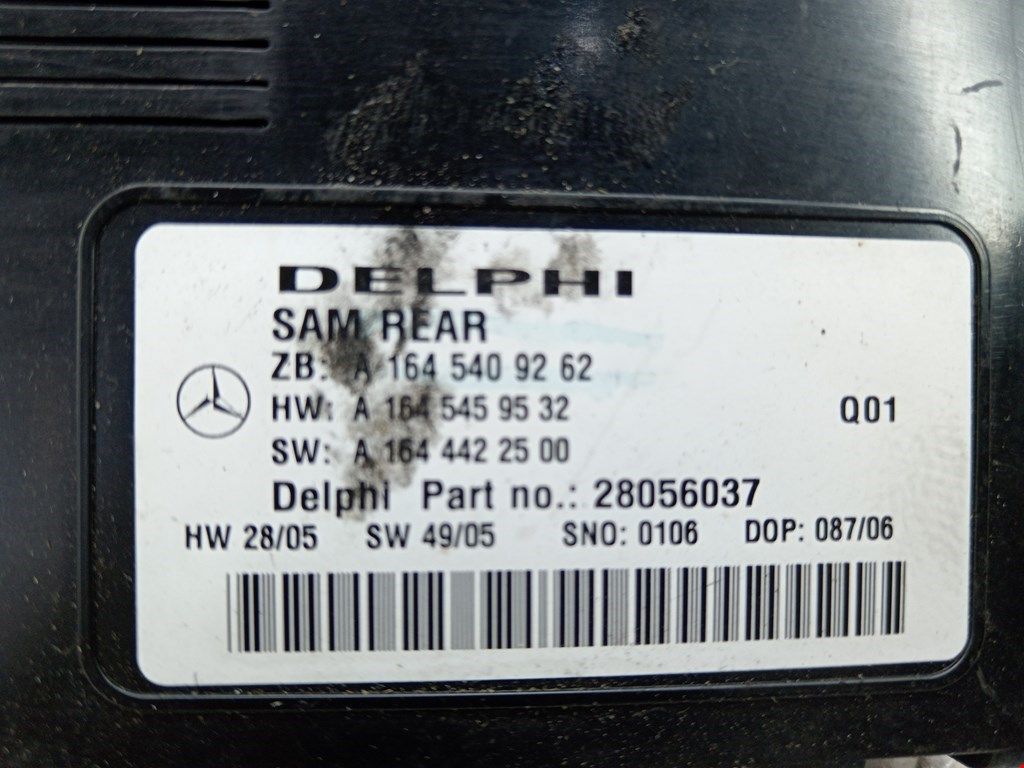 DELPHI
SAM REAR
ZB: A 164 540 92 62
HW: A 164 545 95 32 Q01
SW: A 164 442 25 00
Delphi Part no.: 28056037
HW 28/05 SW 49/05 SNO: 0106 DOP: 087/06